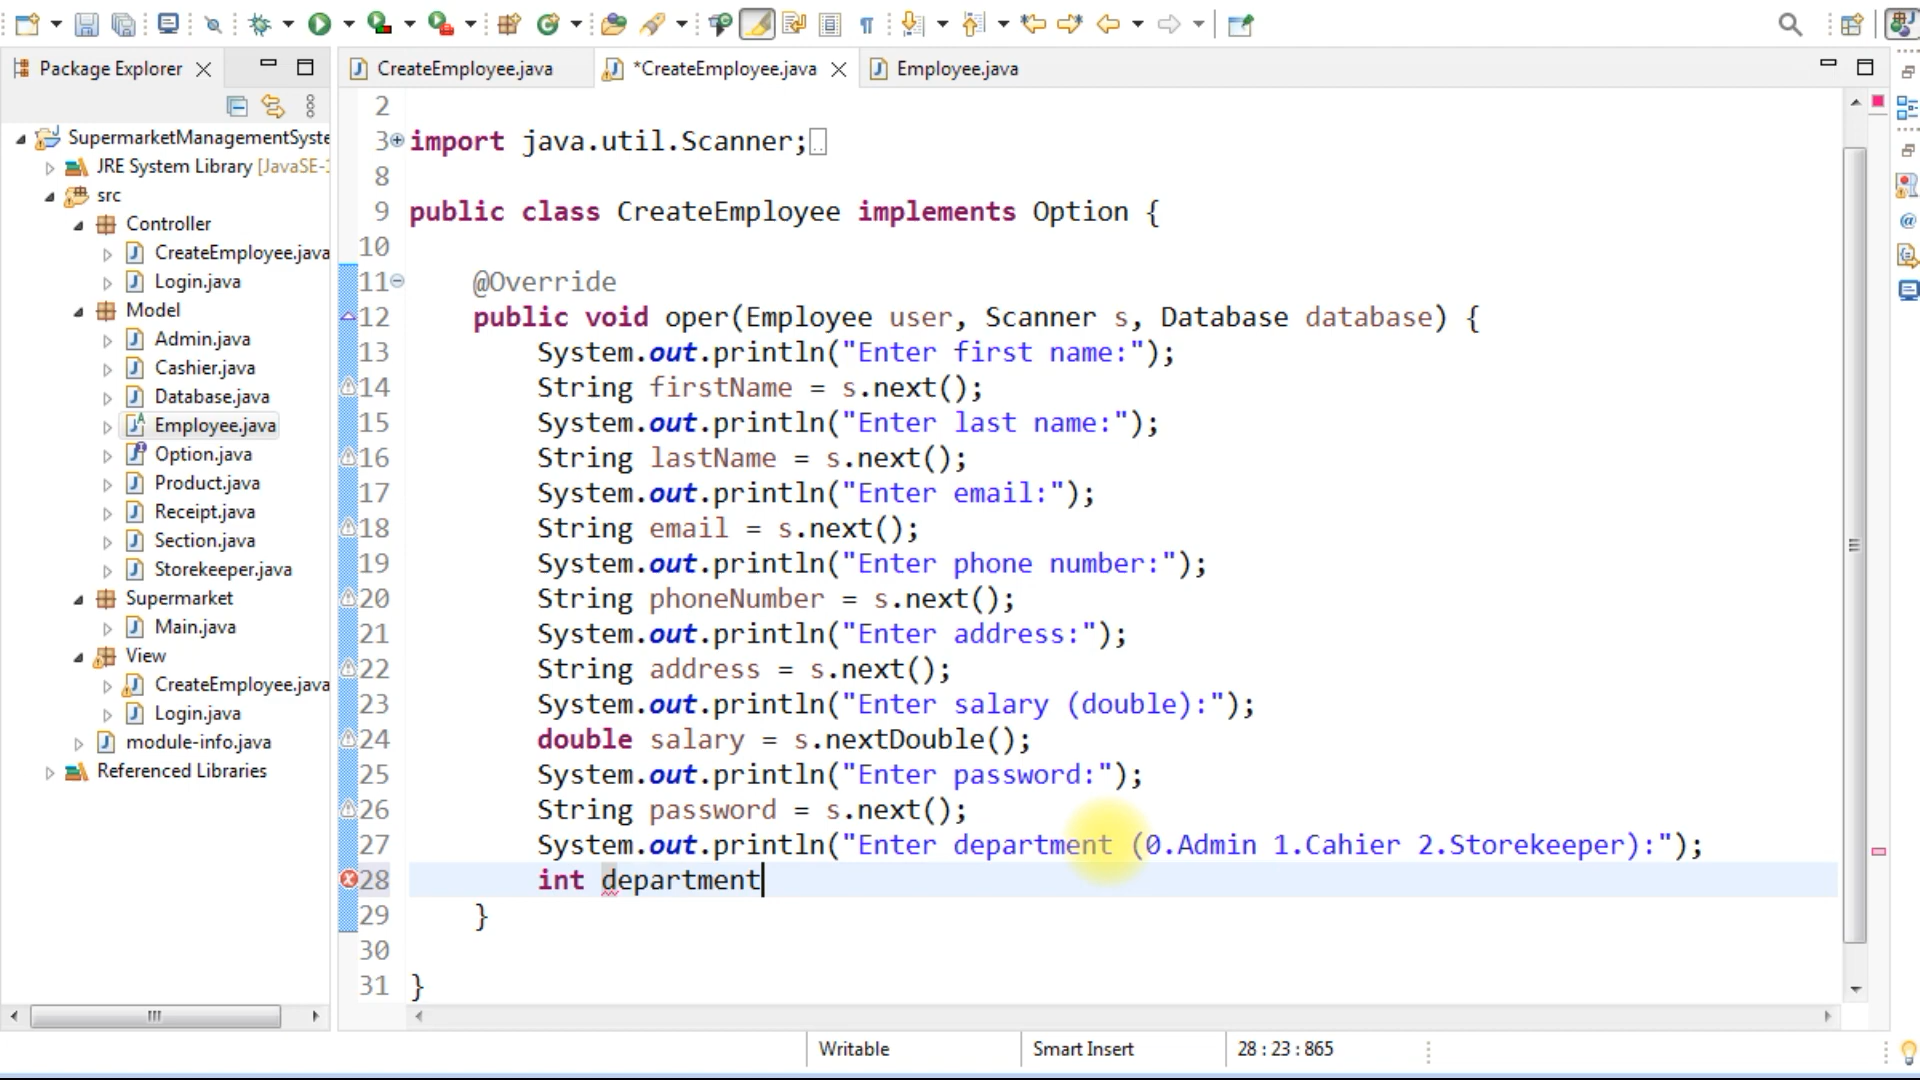 Package Explorer
CreateEmployee.java
*CreateEmployee.java
Employee.java
SupermarketManagementSyste
JRE System Library [JavaSE-1
src
Controller
CreateEmployee.java
Login.java
Model
Admin.java
Cashier.java
Database.java
Employee.java
Option.java
Product.java
Receipt.java
Section.java
Storekeeper.java
Supermarket
Main.java
View
CreateEmployee.java
Login.java
module-info.java
Referenced Libraries
2
3 import java.util.Scanner;
8
9 public class CreateEmployee implements Option {
10
11 @Override
12 public void oper(Employee user, Scanner s, Database database) {
13 System.out.println("Enter first name:");
14 String firstName = s.next();
15 System.out.println("Enter last name:");
16 String lastName = s.next();
17 System.out.println("Enter email:");
18 String email = s.next();
19 System.out.println("Enter phone number:");
20 String phoneNumber = s.next();
21 System.out.println("Enter address:");
22 String address = s.next();
23 System.out.println("Enter salary (double):");
24 double salary = s.nextDouble();
25 System.out.println("Enter password:");
26 String password = s.next();
27 System.out.println("Enter department (0.Admin 1.Cahier 2.Storekeeper):");
28 int department
29 }
30
31 }
Writable
Smart Insert
28 : 23 : 865